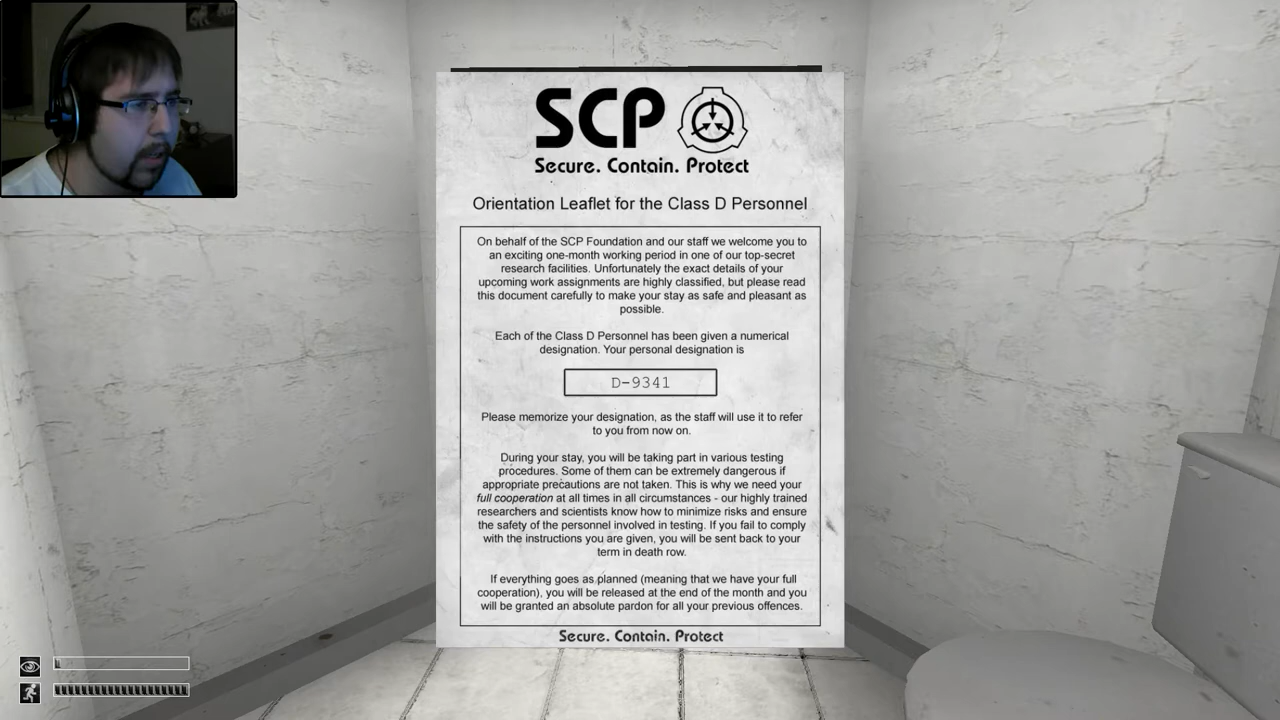 SCP
Secure. Contain. Protect
Orientation Leaflet for the Class D Personnel
On behalf of the SCP Foundation and our staff we welcome you to
an exciting one-month working period in one of our top-secret
research facilities. Unfortunately the exact details of your
upcoming work assignments are highly classified, but please read
this document carefully to make your stay as safe and pleasant as
possible.
Each of the Class D Personnel has been given a numerical
designation. Your personal designation is
D-9341
Please memorize your designation, as the staff will use it to refer
to you from now on.
During your stay, you will be taking part in various testing
procedures. Some of them can be extremely dangerous if
appropriate precautions are not taken. This is why we need your
full cooperation at all times in all circumstances - our highly trained
researchers and scientists know how to minimize risks and ensure
the safety of the personnel involved in testing. If you fail to comply
with the instructions you are given, you will be sent back to your
term in death row.
If everything goes as planned (meaning that we have your full
cooperation), you will be released at the end of the month and you
will be granted an absolute pardon for all your previous offences.
Secure. Contain. Protect